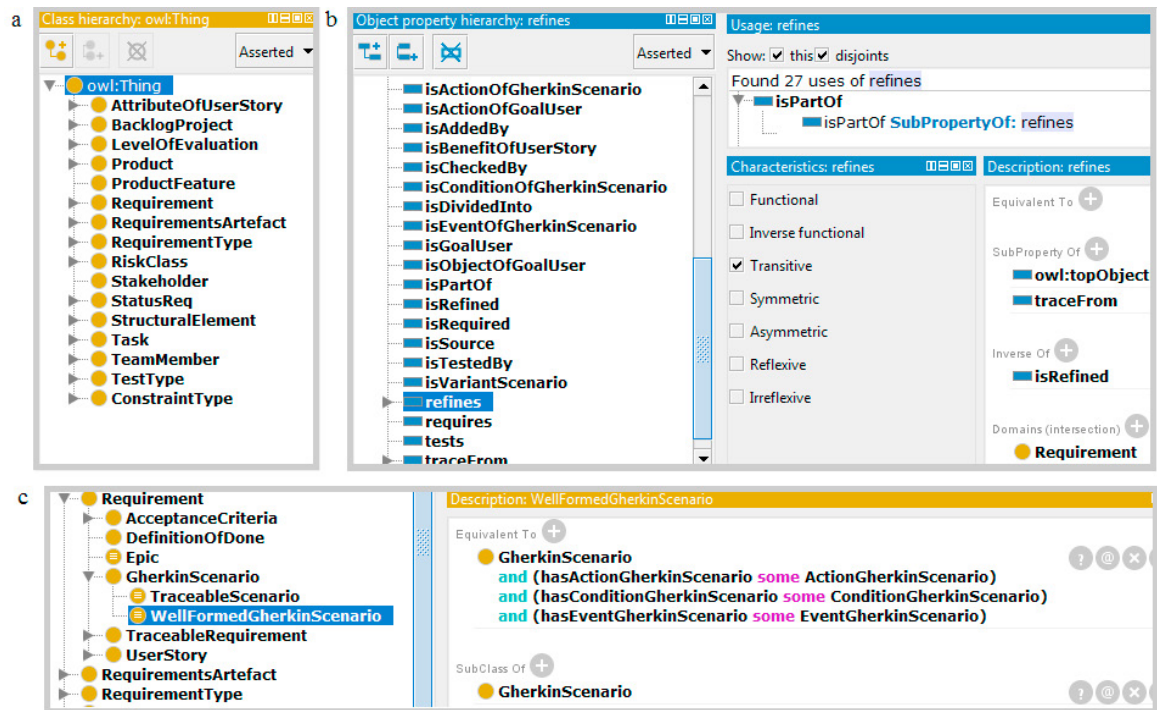 a
Class hierarchy: owl:Thing
Asserted
owl:Thing
AttributeOfUserStory
BacklogProject
LevelOfEvaluation
Product
ProductFeature
Requirement
RequirementsArtefact
RequirementType
RiskClass
Stakeholder
StatusReq
StructuralElement
Task
TeamMember
TestType
ConstraintType
b
Object property hierarchy: refines
Asserted
isActionOfGherkinScenario
isActionOfGoalUser
isAddedBy
isBenefitOfUserStory
isCheckedBy
isConditionOfGherkinScenario
isDividedInto
isEventOfGherkinScenario
isGoalUser
isObjectOfGoalUser
isPartOf
isRefined
isRequired
isSource
isTestedBy
isVariantScenario
refines
requires
tests
traceFrom
Usage: refines
Show: this disjoints
Found 27 uses of refines
isPartOf
isPartOf SubPropertyOf: refines
Characteristics: refines
Functional
Inverse functional
Transitive
Symmetric
Asymmetric
Reflexive
Irreflexive
Description: refines
Equivalent To
SubProperty Of
owl:topObject
traceFrom
Inverse Of
isRefined
Domains (intersection)
Requirement
c
Requirement
AcceptanceCriteria
DefinitionOfDone
Epic
GherkinScenario
TraceableScenario
WellFormedGherkinScenario
TraceableRequirement
UserStory
RequirementsArtefact
RequirementType
Description: WellFormedGherkinScenario
Equivalent To
GherkinScenario
and (hasActionGherkinScenario some ActionGherkinScenario)
and (hasConditionGherkinScenario some ConditionGherkinScenario)
and (hasEventGherkinScenario some EventGherkinScenario)
SubClass Of
GherkinScenario